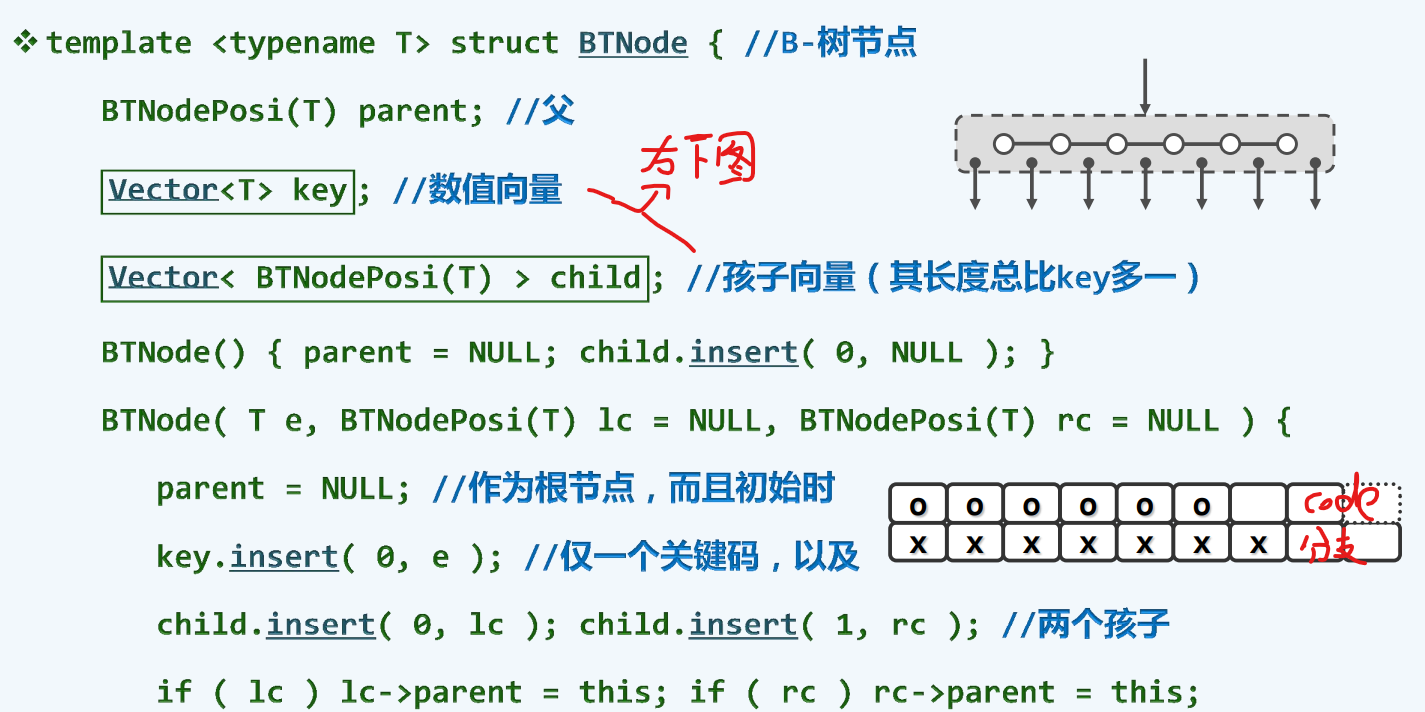 ❖ template <typename T> struct BTNode { //B-树节点
BTNodePosi(T) parent; //父
右下图
Vector<T> key; //数值向量
Vector< BTNodePosi(T) > child; //孩子向量（其长度总比key多一）
BTNode() { parent = NULL; child.insert( 0, NULL ); }
BTNode( T e, BTNodePosi(T) lc = NULL, BTNodePosi(T) rc = NULL ) {
parent = NULL; //作为根节点，而且初始时
O O O O O O code
key.insert( 0, e ); //仅一个关键码，以及
X X X X X X X 分支
child.insert( 0, lc ); child.insert( 1, rc ); //两个孩子
if ( lc ) lc->parent = this; if ( rc ) rc->parent = this;